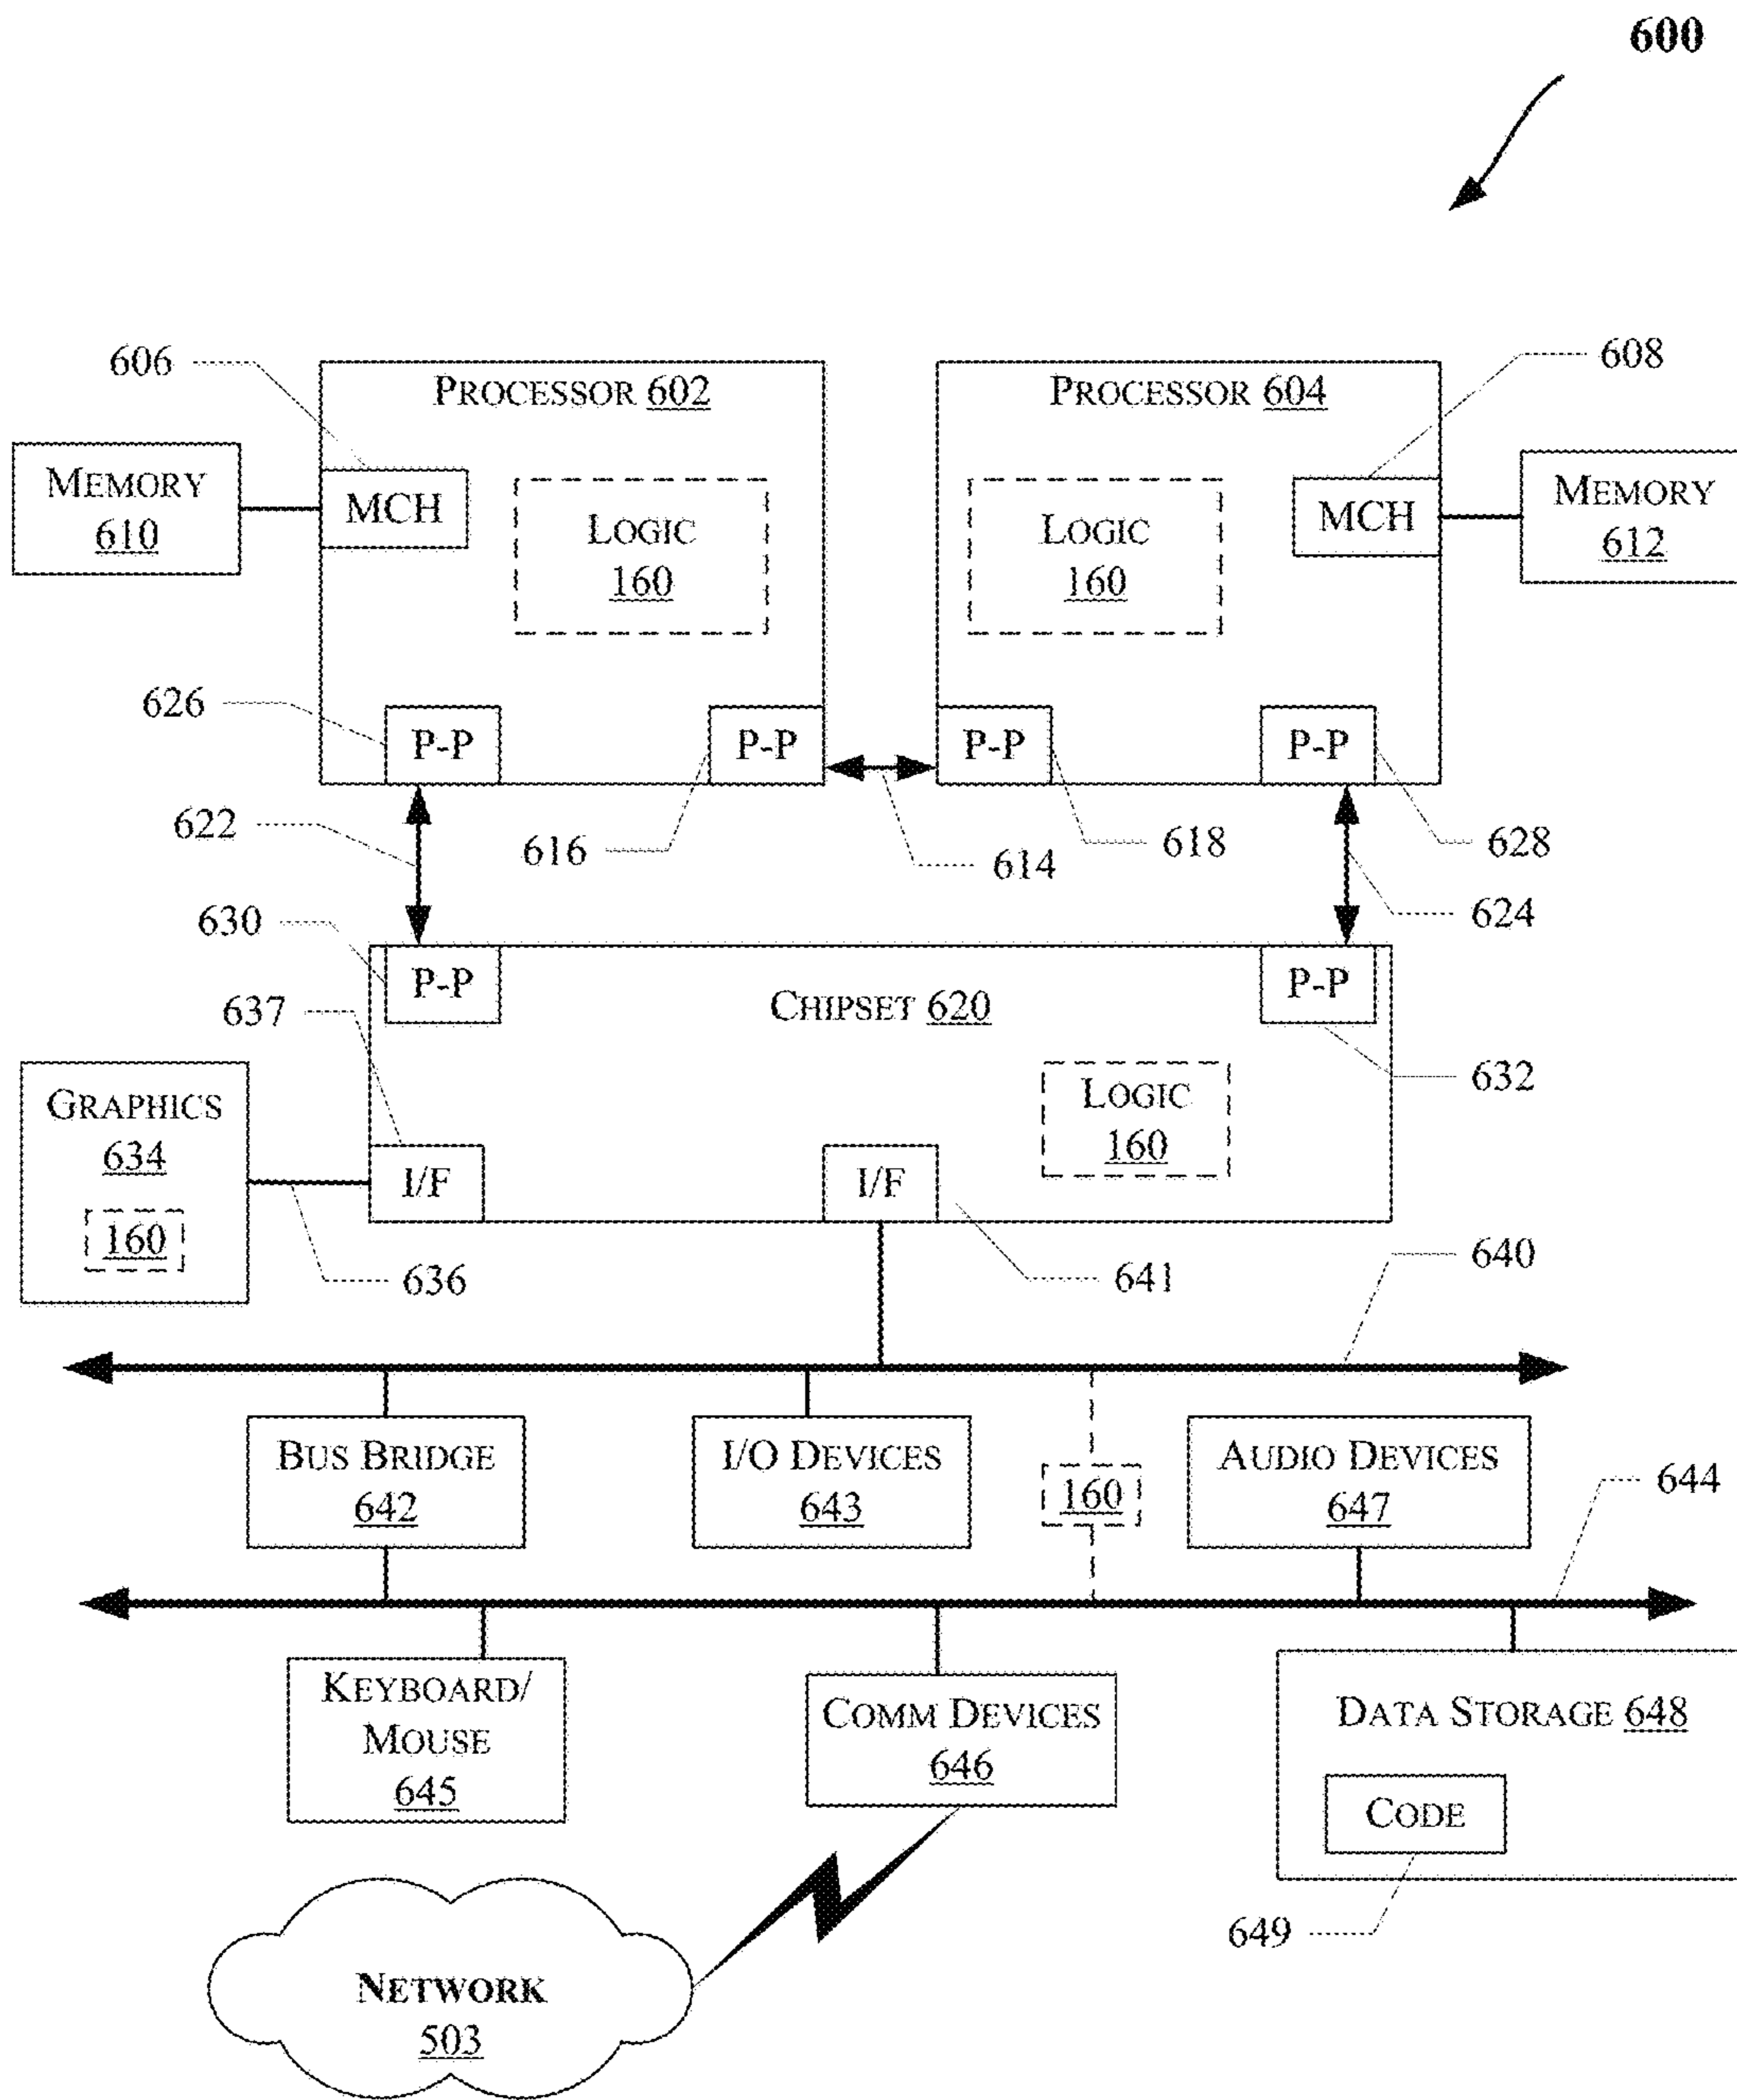 600
606
PROCESSOR 602
PROCESSOR 604
608
MEMORY
610
MCH
LOGIC
160
LOGIC
160
MCH
MEMORY
612
626
P-P
P-P
P-P
P-P
622
616
614
618
628
630
624
P-P
CHIPSET 620
P-P
637
632
GRAPHICS
634
160
LOGIC
160
I/F
I/F
636
641
640
BUS BRIDGE
642
I/O DEVICES
643
160
AUDIO DEVICES
647
644
KEYBOARD/
MOUSE
645
COMM DEVICES
646
DATA STORAGE 648
CODE
649
NETWORK
503